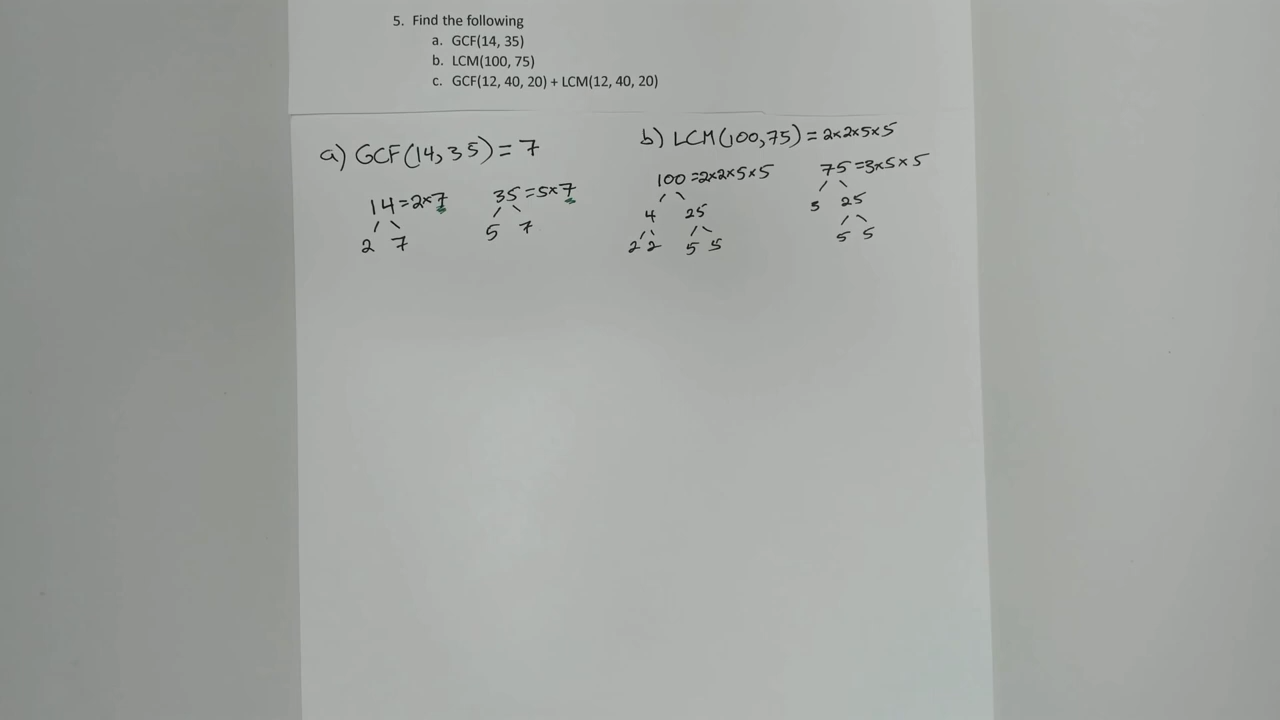 5. Find the following
a. GCF(14, 35)
b. LCM(100, 75)
c. GCF(12, 40, 20) + LCM(12, 40, 20)
a) GCF(14,35)=7
14=2×7
2 7
35=5×7
5 7
b) LCM(100,75)=2×2×5×5
100=2×2×5×5
4 25
2 2 5 5
75=3×5×5
3 25
5 5